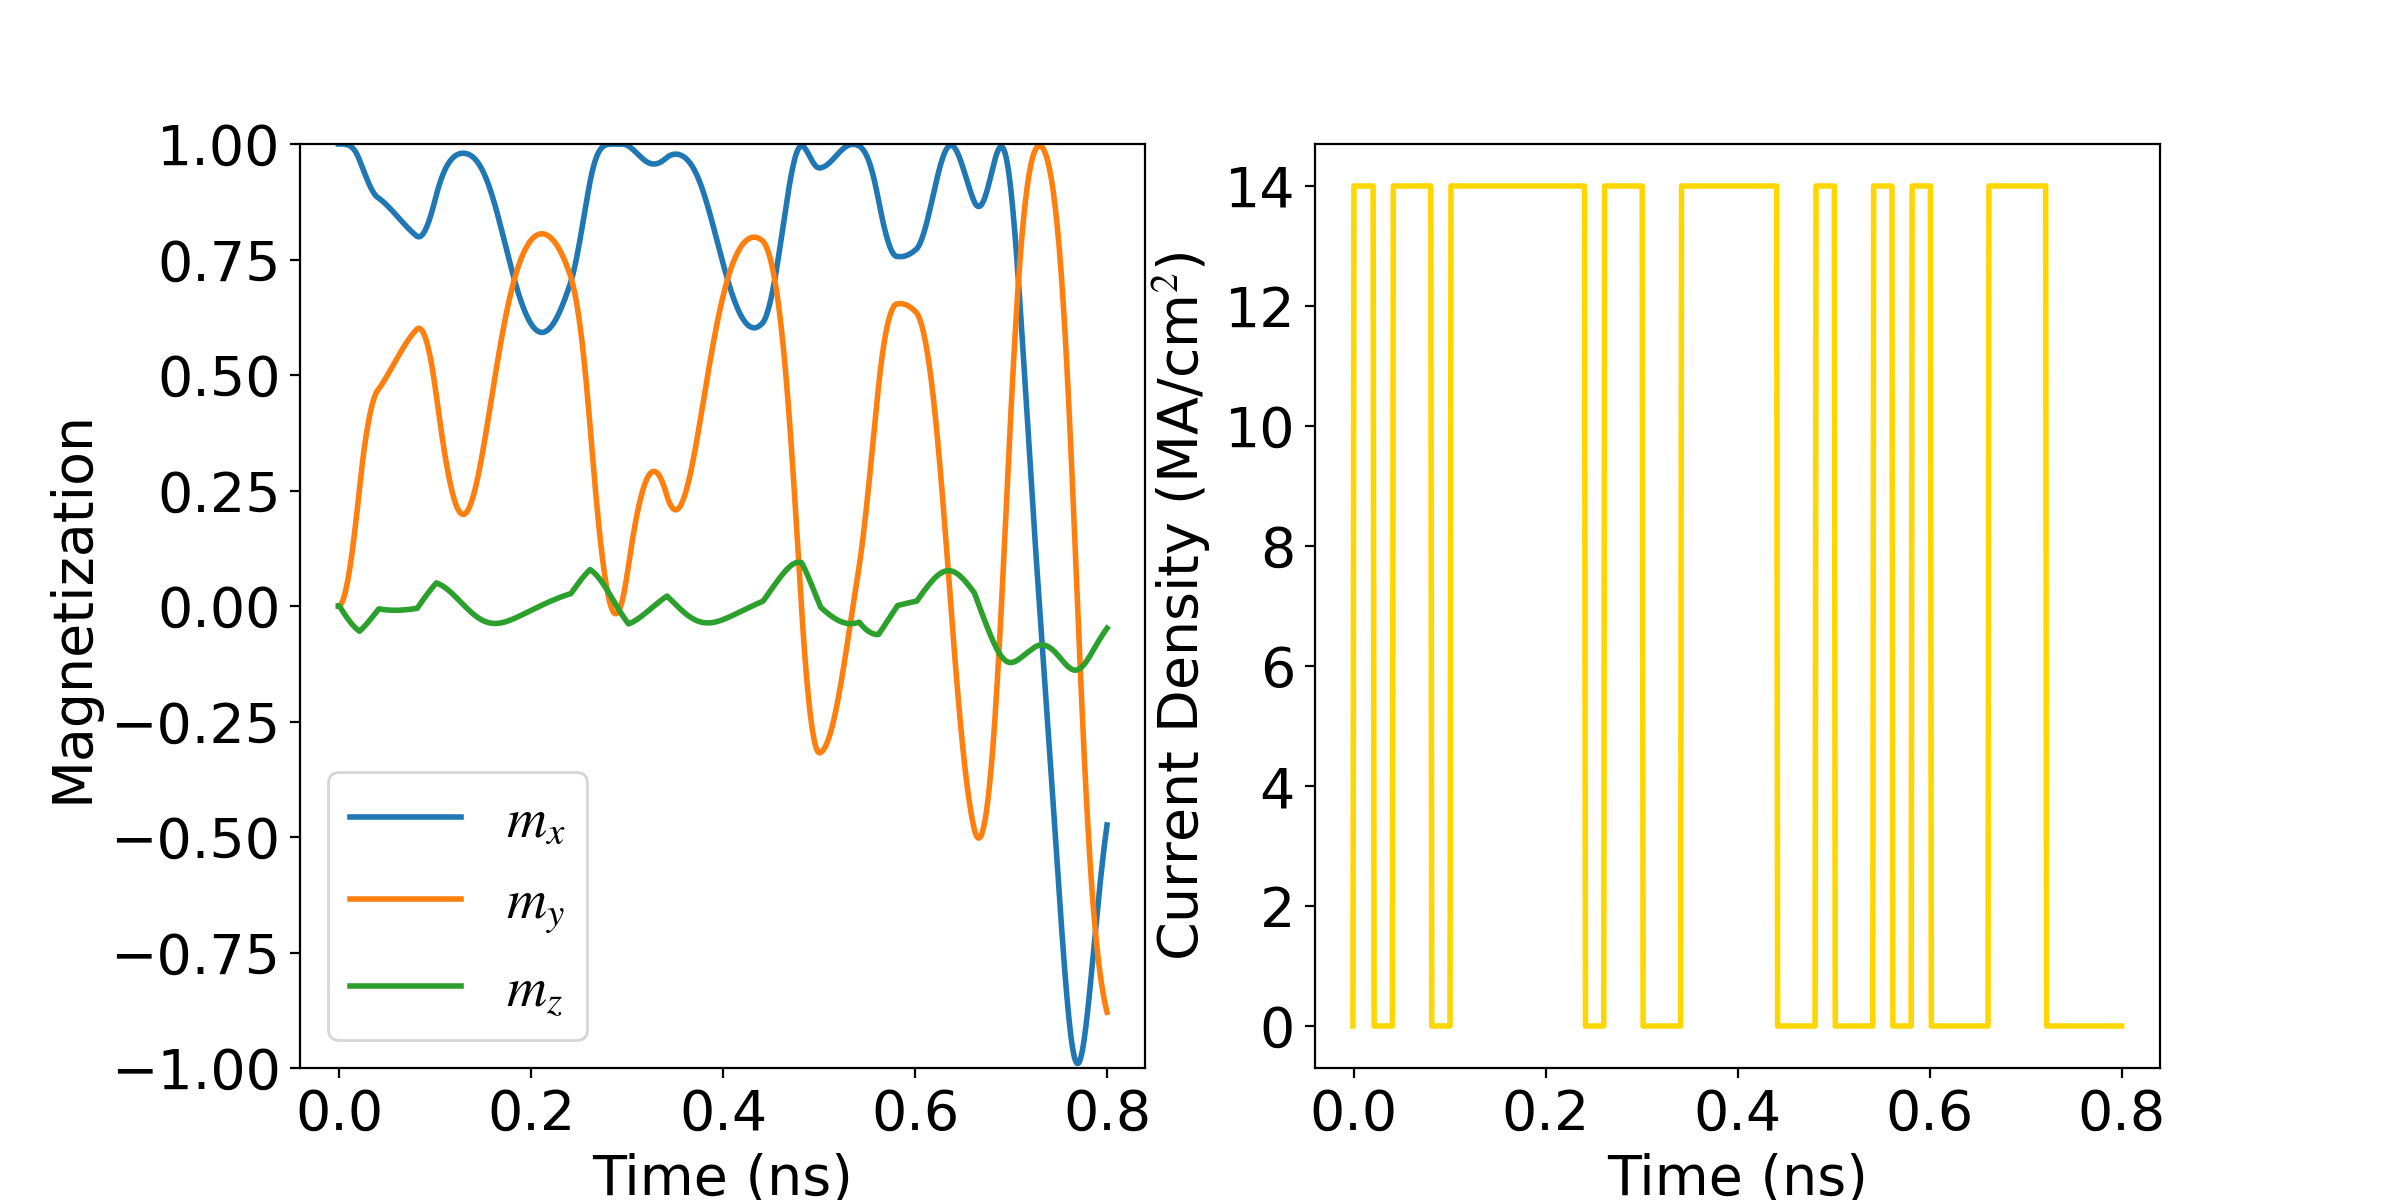 Magnetization
1.00
0.75
0.50
0.25
0.00
−0.25
−0.50
−0.75
−1.00
0.0 0.2 0.4 0.6 0.8
Time (ns)
m_x
m_y
m_z
Current Density (MA/cm²)
14
12
10
8
6
4
2
0
0.0 0.2 0.4 0.6 0.8
Time (ns)